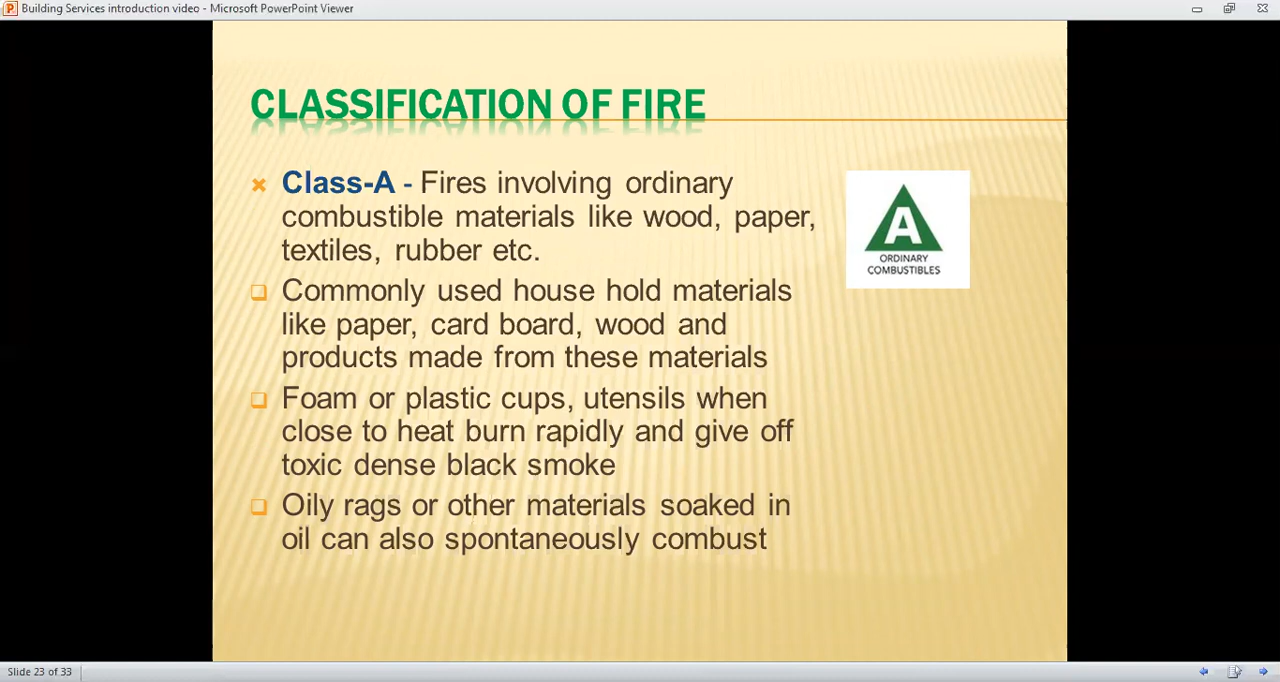 Building Services introduction video - Microsoft PowerPoint Viewer
CLASSIFICATION OF FIRE
Class-A - Fires involving ordinary
combustible materials like wood, paper,
textiles, rubber etc.
Commonly used house hold materials
like paper, card board, wood and
products made from these materials
Foam or plastic cups, utensils when
close to heat burn rapidly and give off
toxic dense black smoke
Oily rags or other materials soaked in
oil can also spontaneously combust
A
ORDINARY
COMBUSTIBLES
Slide 23 of 33